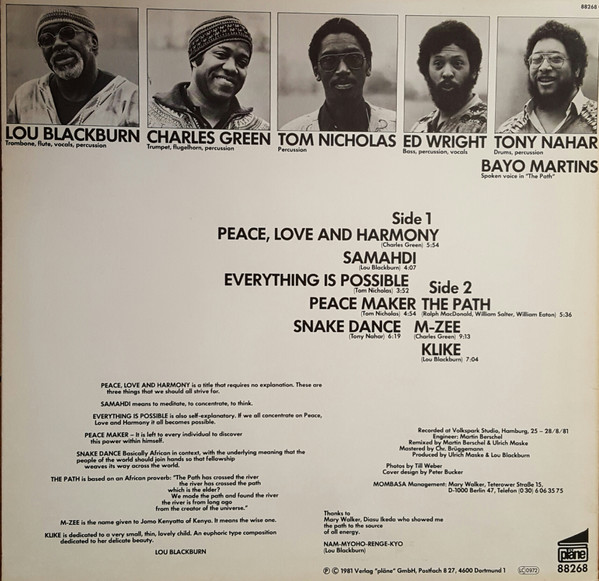 88268
LOU BLACKBURN
Trombone, flute, vocals, percussion
CHARLES GREEN
Trumpet, flugelhorn, percussion
TOM NICHOLAS
Percussion
ED WRIGHT
Bass, percussion, vocals
TONY NAHAR
Drums, percussion
BAYO MARTINS
Spoken voice in "The Path"
Side 1
PEACE, LOVE AND HARMONY
(Charles Green) 5:54
SAMAHDI
(Lou Blackburn) 4:07
EVERYTHING IS POSSIBLE
(Tom Nicholas) 3:52
PEACE MAKER
(Tom Nicholas) 4:54
SNAKE DANCE
(Tony Nahar) 6:19
Side 2
THE PATH
(Ralph MacDonald, William Salter, William Eaton) 5:36
M-ZEE
(Charles Green) 9:13
KLIKE
(Lou Blackburn) 7:04
PEACE, LOVE AND HARMONY is a title that requires no explanation. These are
three things that we should all strive for.
SAMAHDI means to meditate, to concentrate, to think.
EVERYTHING IS POSSIBLE is also self-explanatory. If we all concentrate on Peace,
Love and Harmony it all becomes possible.
PEACE MAKER – It is left to every individual to discover
this power within himself.
SNAKE DANCE Basically African in context, with the underlying meaning that the
people of the world should join hands so that fellowship
weaves its way across the world.
THE PATH is based on an African proverb: "The Path has crossed the river
the river has crossed the path
which is the elder?
We made the path and found the river
the river is from long ago
from the creator of the universe."
M-ZEE is the name given to Jomo Kenyatta of Kenya. It means the wise one.
KLIKE is dedicated to a very small, thin, lovely child. An euphoric type composition
dedicated to her delicate beauty.
LOU BLACKBURN
Recorded at Volkspark Studio, Hamburg, 25 – 28/8/81
Engineer: Martin Berschel
Remixed by Martin Berschel & Ulrich Maske
Mastered by Chr. Brüggemann
Produced by Ulrich Maske & Lou Blackburn
Photos by Till Weber
Cover design by Peter Bucker
MOMBASA Management: Mary Walker, Teterower Straße 15,
D-1000 Berlin 47, Telefon (0 30) 6 06 35 75
Thanks to
Mary Walker, Diasu Ikeda who showed me
the path to the source
of all energy.
NAM-MYOHO-RENGE-KYO
(Lou Blackburn)
Ⓟ © 1981 Verlag "pläne" GmbH, Postfach 8 27, 4600 Dortmund 1
LC 0972
pläne
88268